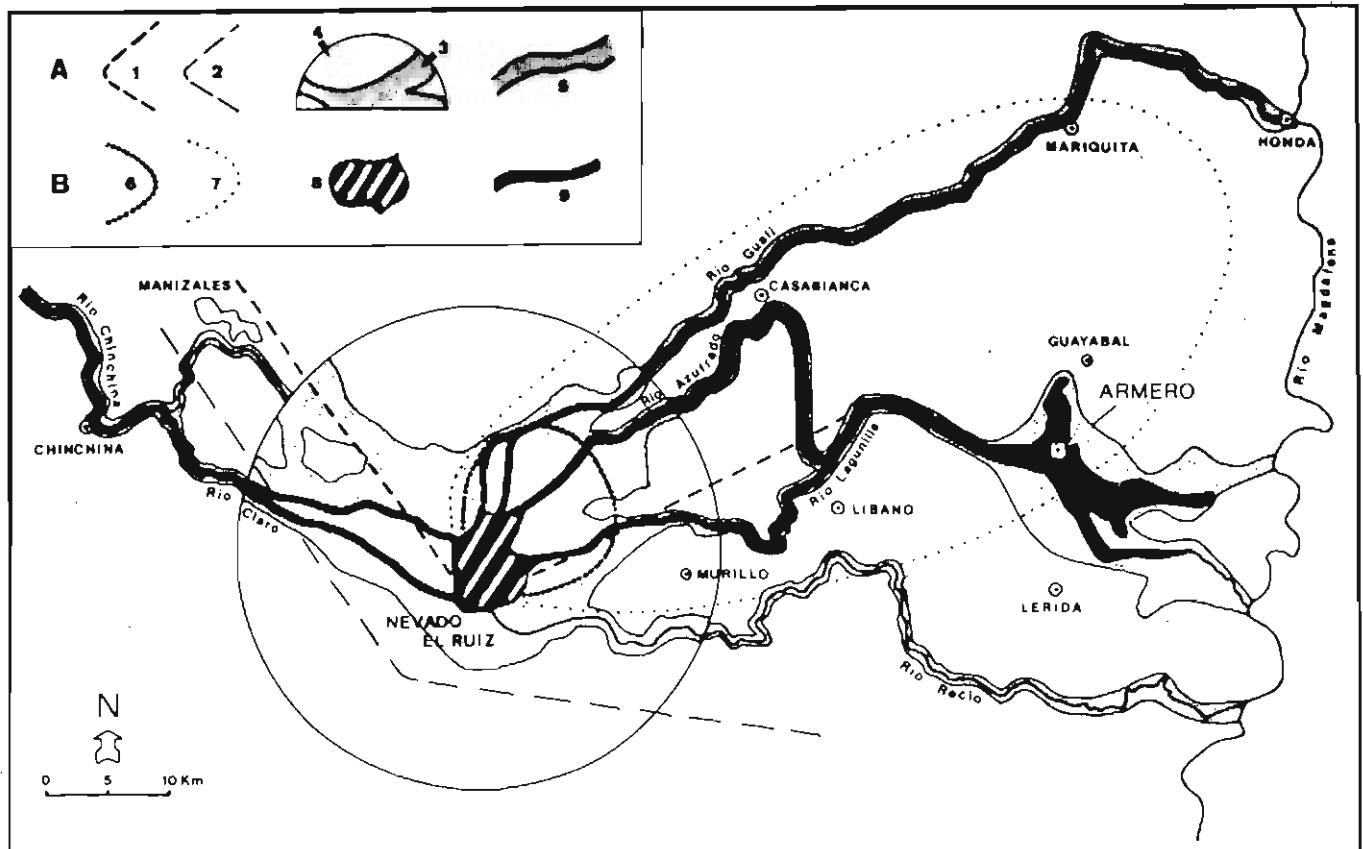 A 1 2 4 3 5
B 6 7 8 9
MANIZALES
Rio Chinchina
CHINCHINA
Rio Claro
NEVADO
EL RUIZ
Rio Guali
CASABIANCA
Rio Azufrado
MARIQUITA
HONDA
Rio Magdalena
GUAYABAL
ARMERO
Rio Lagunilla
LIBANO
MURILLO
LERIDA
Rio Recio
N
0 5 10 Km